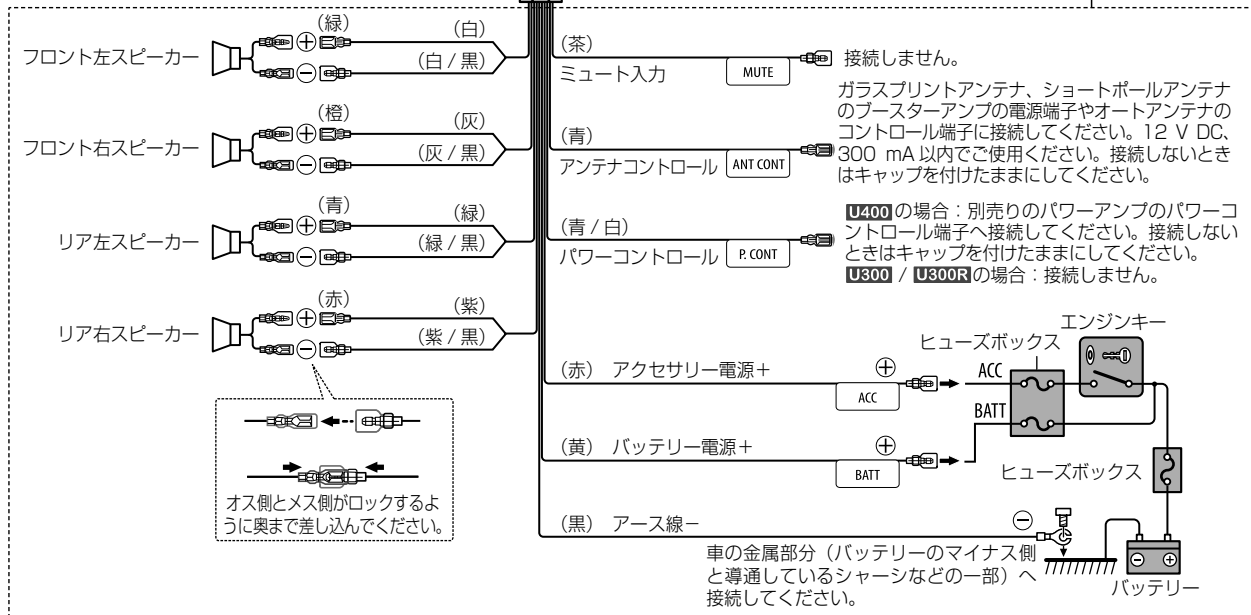 フロント左スピーカー
(緑)
(白)
(白 / 黒)
フロント右スピーカー
(橙)
(灰)
(灰 / 黒)
リア左スピーカー
(青)
(緑)
(緑 / 黒)
リア右スピーカー
(赤)
(紫)
(紫 / 黒)
オス側とメス側がロックするよ
うに奥まで差し込んでください。
(茶)
ミュート入力
MUTE
接続しません。
(青)
アンテナコントロール
ANT CONT
ガラスプリントアンテナ、ショートポールアンテナ
のブースターアンプの電源端子やオートアンテナの
コントロール端子に接続してください。12 V DC、
300 mA 以内でご使用ください。接続しないとき
はキャップを付けたままにしてください。
(青 / 白)
パワーコントロール
P. CONT
U400 の場合：別売りのパワーアンプのパワーコ
ントロール端子へ接続してください。接続しない
ときはキャップを付けたままにしてください。
U300 / U300R の場合：接続しません。
(赤) アクセサリー電源＋
ACC
ACC
ヒューズボックス
エンジンキー
(黄) バッテリー電源＋
BATT
BATT
ヒューズボックス
(黒) アース線－
車の金属部分（バッテリーのマイナス側
と導通しているシャーシなどの一部）へ
接続してください。
バッテリー